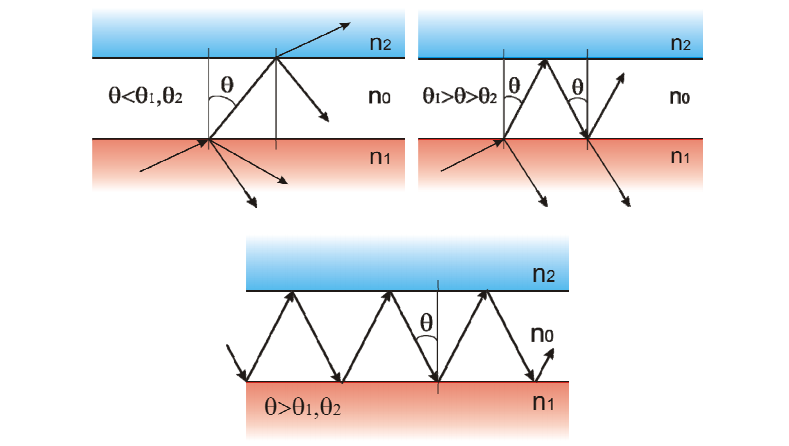 n₂
θ<θ₁,θ₂ θ n₀
n₁
n₂
θ₁>θ>θ₂ θ θ n₀
n₁
n₂
θ
n₀
θ>θ₁,θ₂ n₁